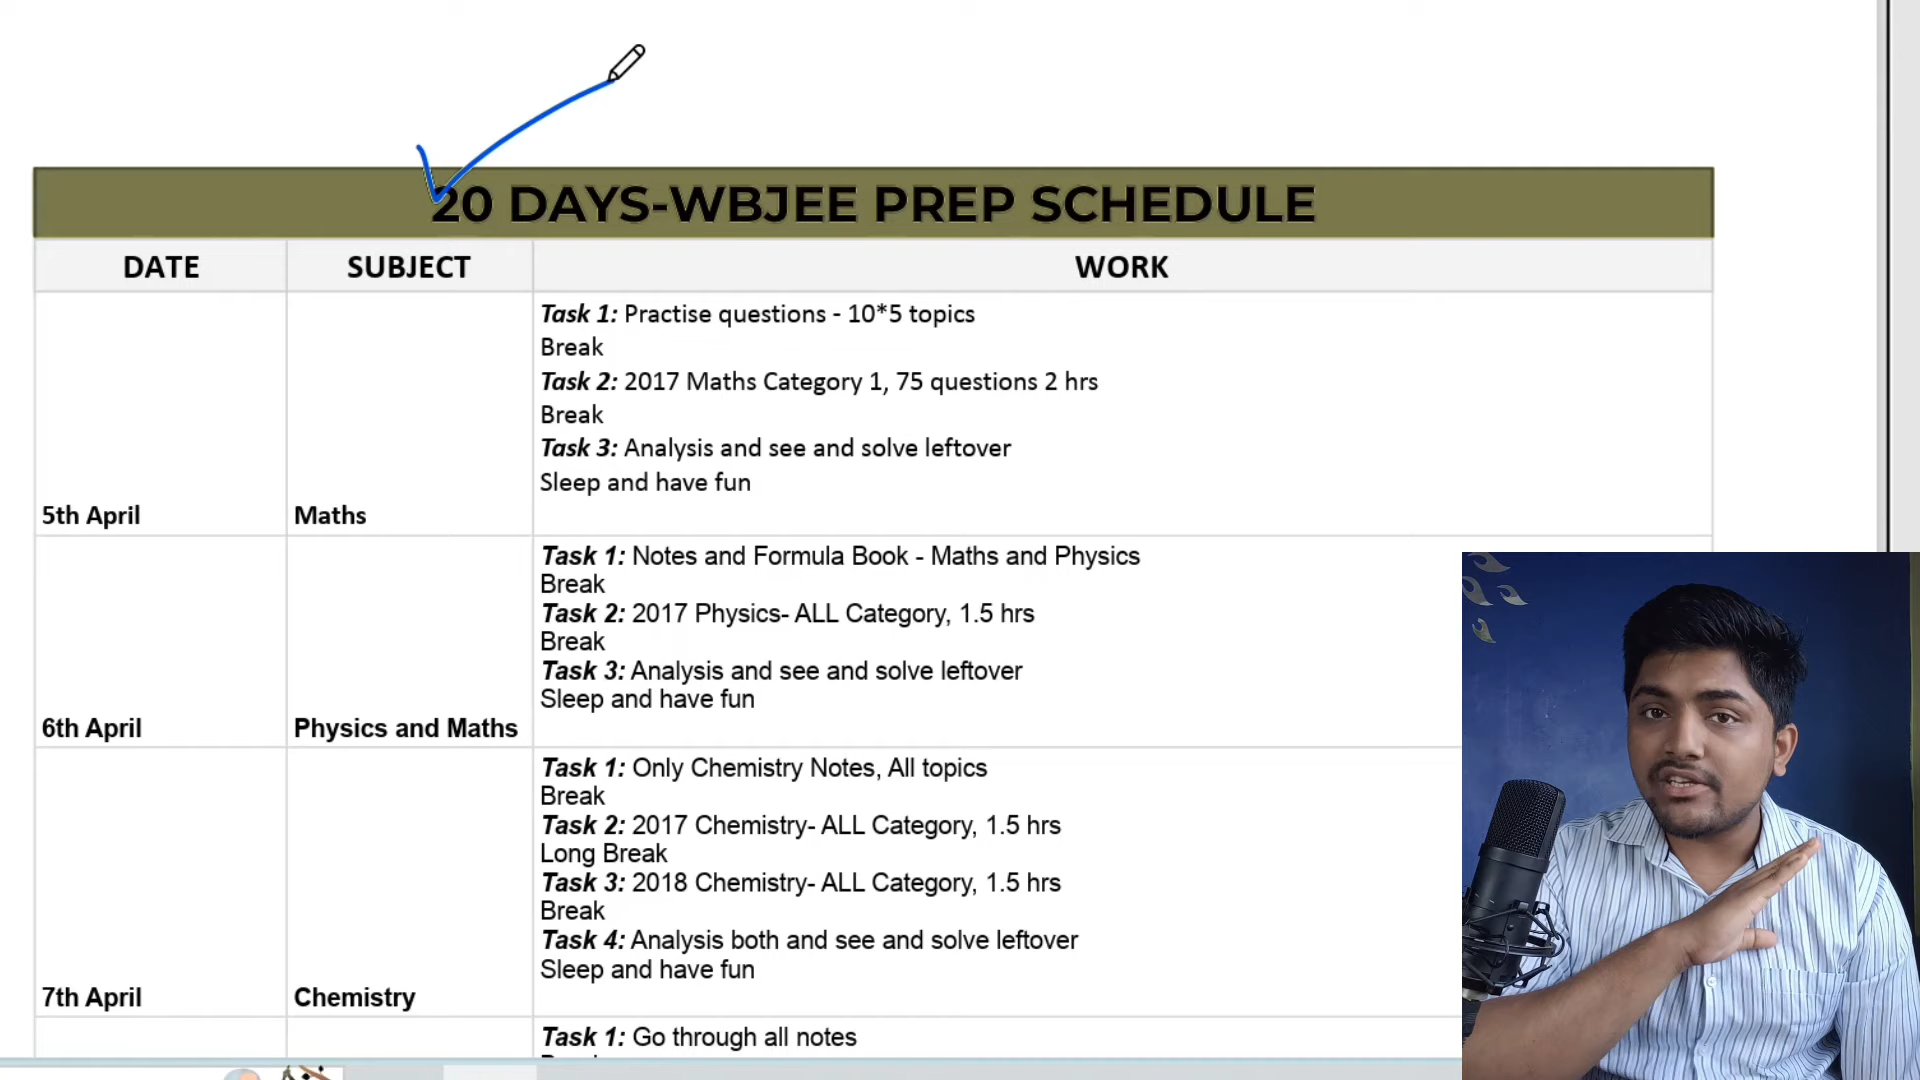 20 DAYS-WBJEE PREP SCHEDULE
DATE SUBJECT WORK
Task 1: Practise questions - 10*5 topics
Break
Task 2: 2017 Maths Category 1, 75 questions 2 hrs
Break
Task 3: Analysis and see and solve leftover
Sleep and have fun
5th April Maths
Task 1: Notes and Formula Book - Maths and Physics
Break
Task 2: 2017 Physics- ALL Category, 1.5 hrs
Break
Task 3: Analysis and see and solve leftover
Sleep and have fun
6th April Physics and Maths
Task 1: Only Chemistry Notes, All topics
Break
Task 2: 2017 Chemistry- ALL Category, 1.5 hrs
Long Break
Task 3: 2018 Chemistry- ALL Category, 1.5 hrs
Break
Task 4: Analysis both and see and solve leftover
Sleep and have fun
7th April Chemistry
Task 1: Go through all notes